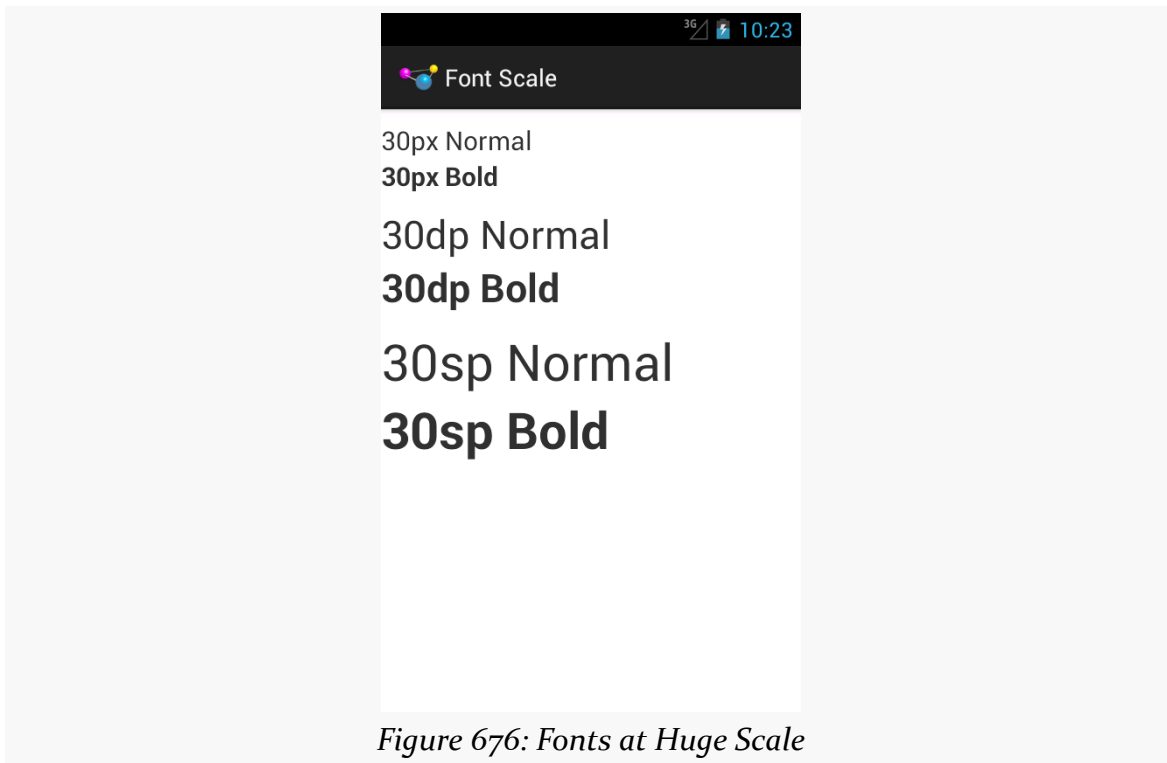 3G 10:23
Font Scale
30px Normal
30px Bold
30dp Normal
30dp Bold
30sp Normal
30sp Bold
Figure 676: Fonts at Huge Scale